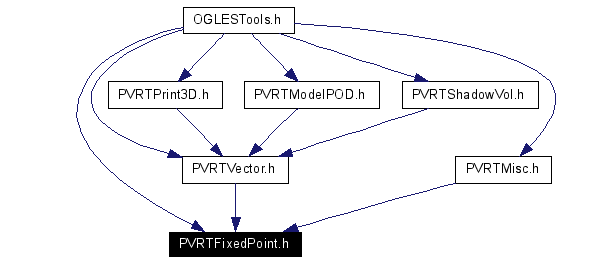 OGLESTools.h
PVRTPrint3D.h
PVRTModelPOD.h
PVRTShadowVol.h
PVRTVector.h
PVRTMisc.h
PVRTFixedPoint.h